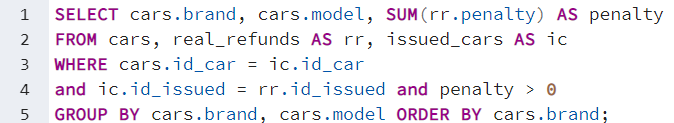 1 SELECT cars.brand, cars.model, SUM(rr.penalty) AS penalty
2 FROM cars, real_refunds AS rr, issued_cars AS ic
3 WHERE cars.id_car = ic.id_car
4 and ic.id_issued = rr.id_issued and penalty > 0
5 GROUP BY cars.brand, cars.model ORDER BY cars.brand;